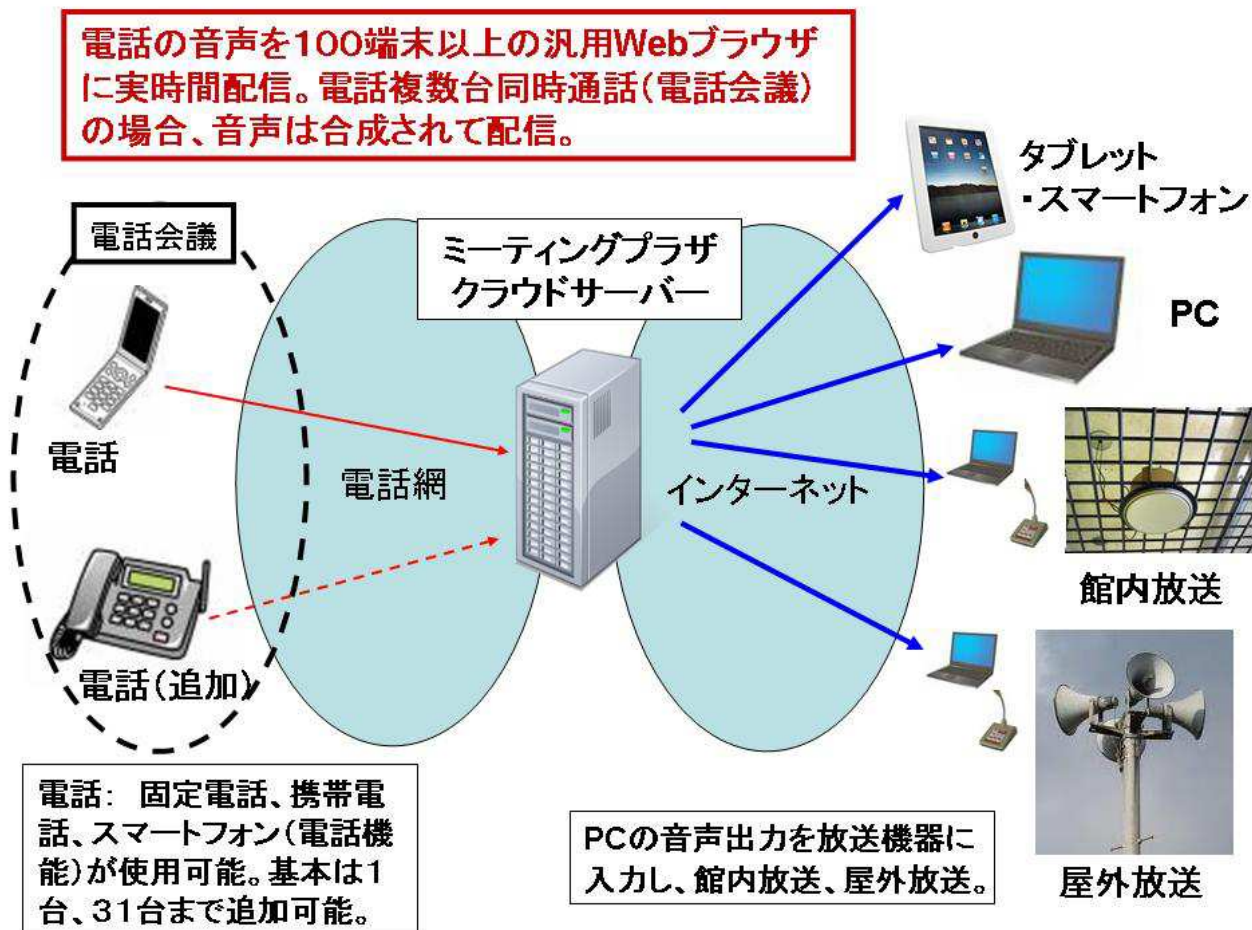 電話の音声を100端末以上の汎用Webブラウザ
に実時間配信。電話複数台同時通話(電話会議)
の場合、音声は合成されて配信。
電話会議
ミーティングプラザ
クラウドサーバー
タブレット
・スマートフォン
PC
電話
電話網
インターネット
館内放送
電話(追加)
電話： 固定電話、携帯電
話、スマートフォン(電話機
能)が使用可能。基本は1
台、31台まで追加可能。
PCの音声出力を放送機器に
入力し、館内放送、屋外放送。
屋外放送